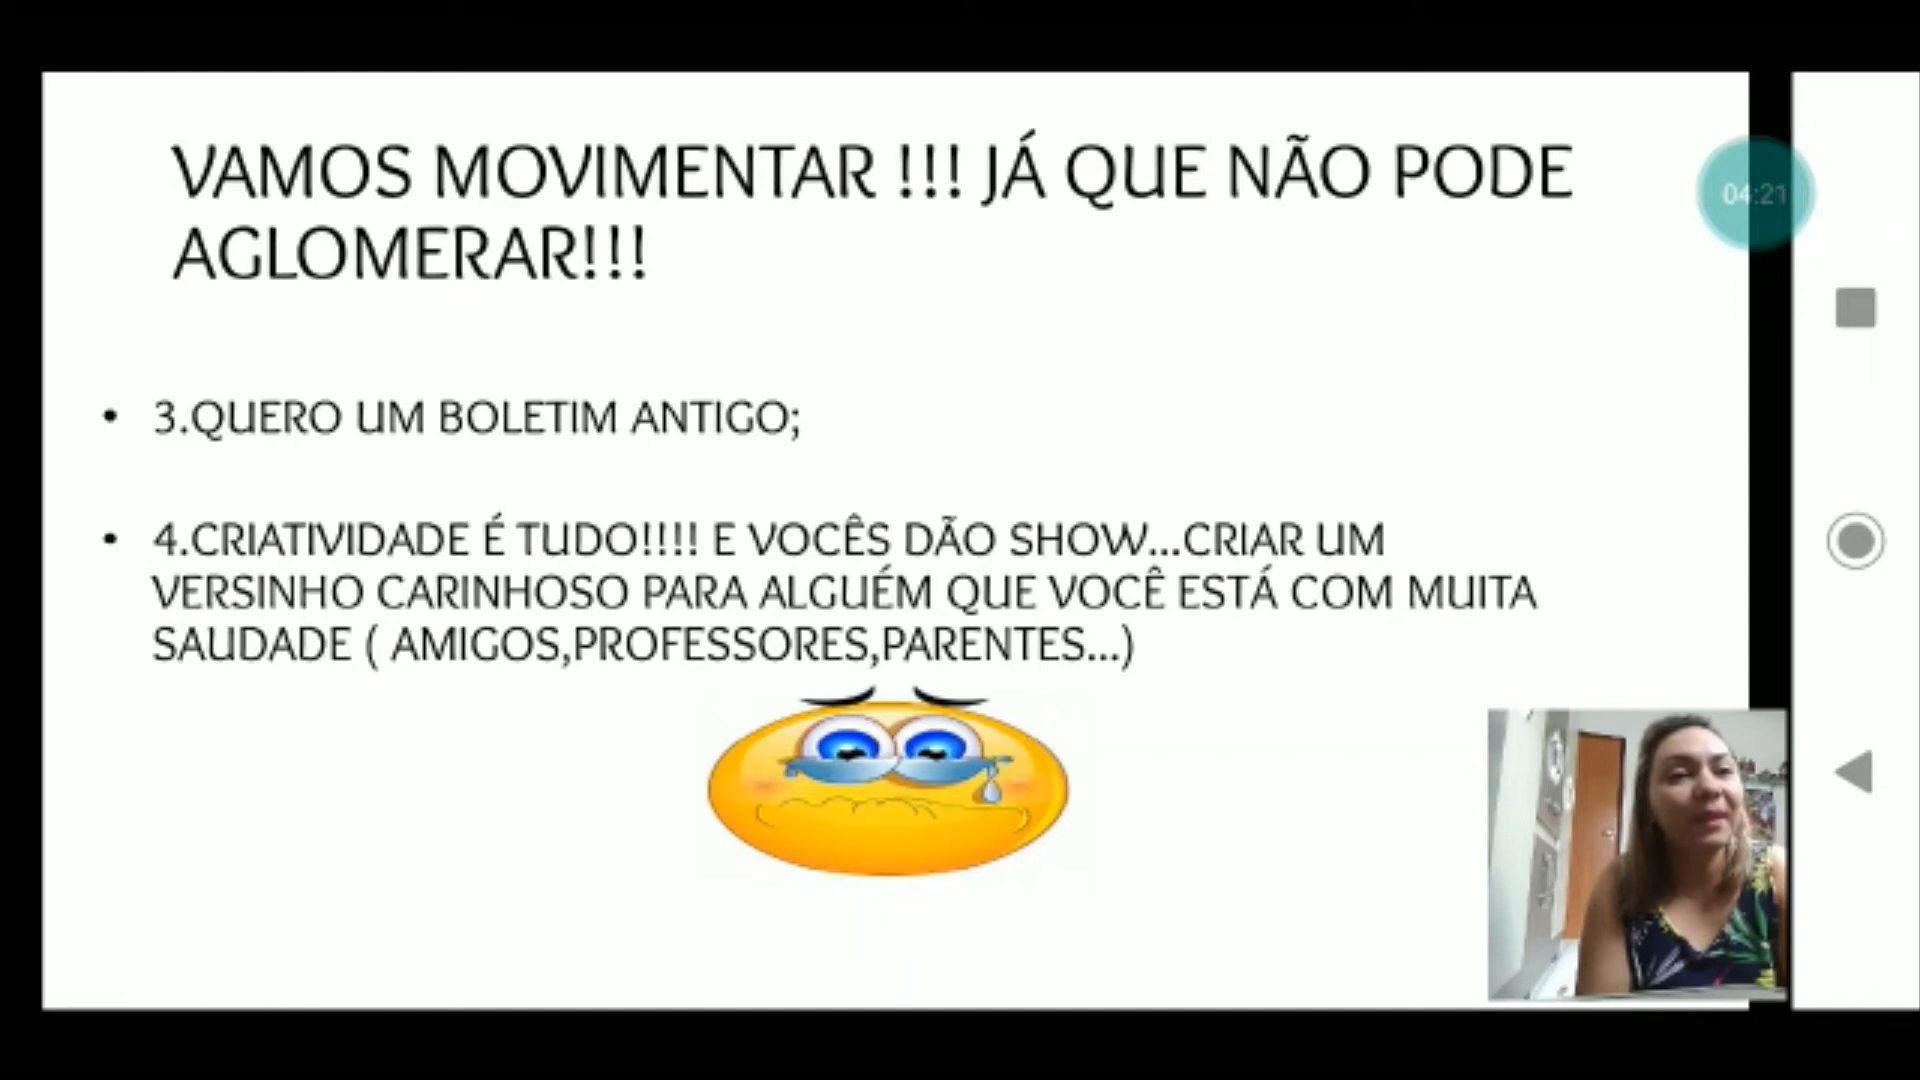 VAMOS MOVIMENTAR !!! JÁ QUE NÃO PODE
AGLOMERAR!!!
04:21
• 3.QUERO UM BOLETIM ANTIGO;
• 4.CRIATIVIDADE É TUDO!!!! E VOCÊS DÃO SHOW...CRIAR UM
VERSINHO CARINHOSO PARA ALGUÉM QUE VOCÊ ESTÁ COM MUITA
SAUDADE ( AMIGOS,PROFESSORES,PARENTES...)